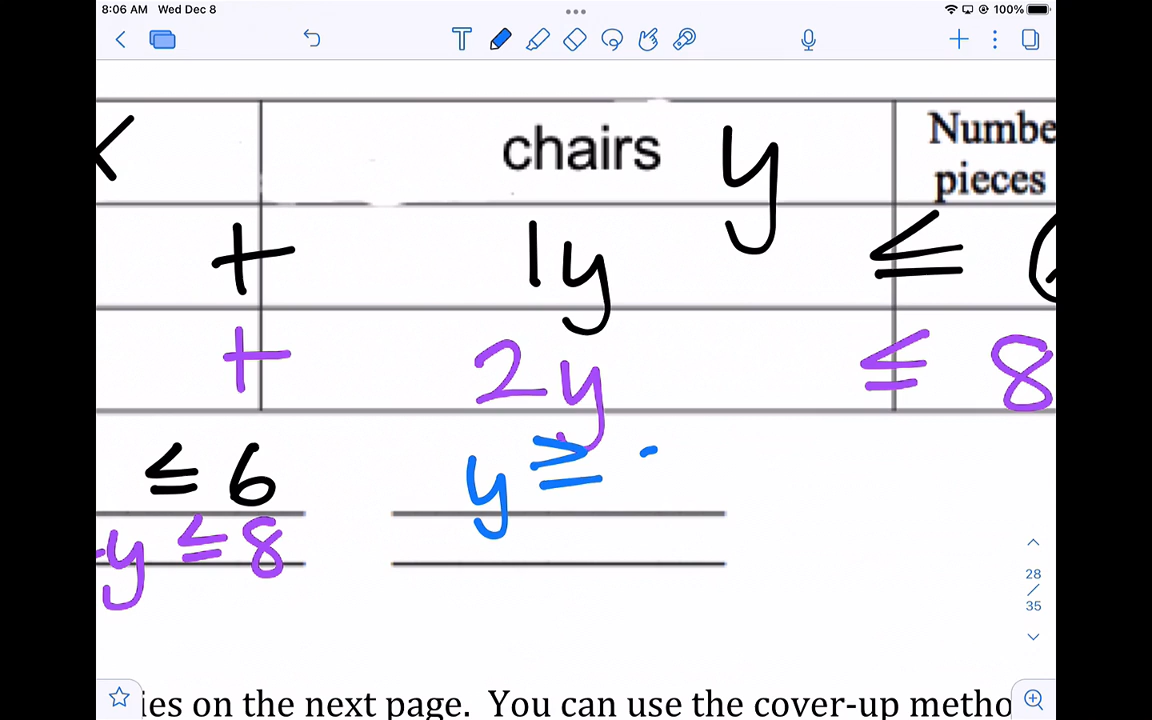 8:06 AM Wed Dec 8
100%
x chairs y Numbe
pieces
+ 1y ≤
+ 2y ≤ 8
≤ 6 y ≥
y ≤ 8
28
/
35
ies on the next page. You can use the cover-up metho